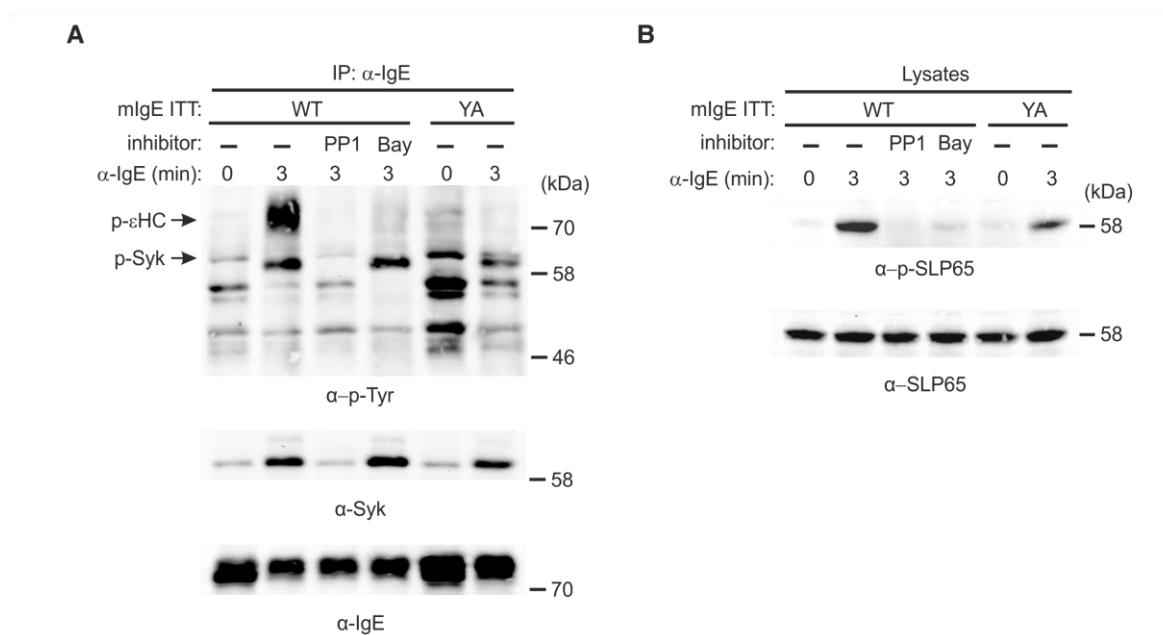 A
IP: α-IgE
mIgE ITT: WT YA
inhibitor: – – PP1 Bay – –
α-IgE (min): 0 3 3 3 0 3
(kDa)
p-εHC
70
p-Syk
58
46
α–p-Tyr
58
α-Syk
70
α-IgE
B
Lysates
mIgE ITT: WT YA
inhibitor: – – PP1 Bay – –
α-IgE (min): 0 3 3 3 0 3
(kDa)
58
α–p-SLP65
58
α–SLP65